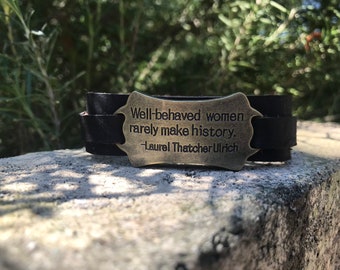 Well-behaved women
rarely make history.
-Laurel Thatcher Ulrich